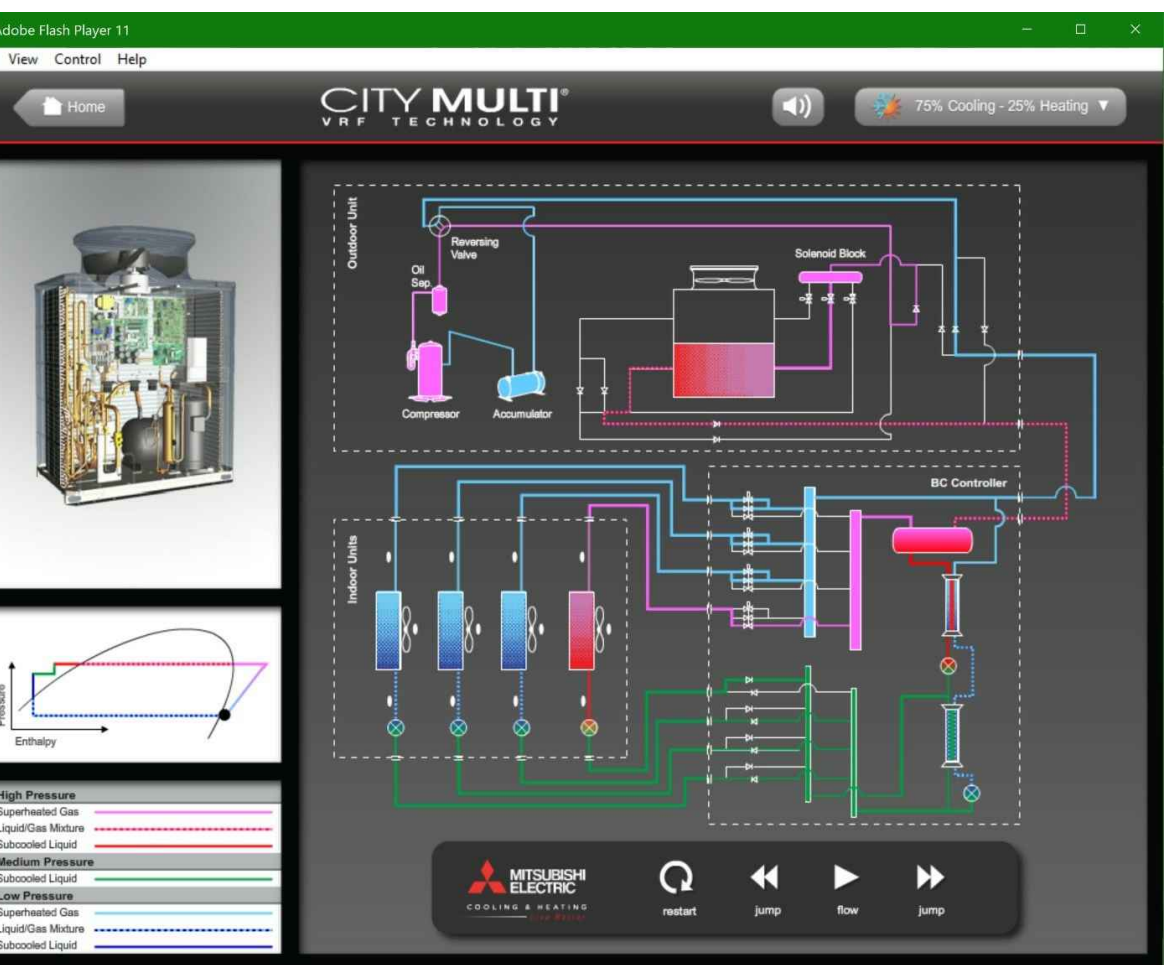 Adobe Flash Player 11
View Control Help
Home
CITY MULTI®
VRF TECHNOLOGY
75% Cooling - 25% Heating ▼
Outdoor Unit
Reversing
Valve
Oil
Sep.
Solenoid Block
Compressor
Accumulator
BC Controller
Indoor Units
Pressure
Enthalpy
High Pressure
Superheated Gas
Liquid/Gas Mixture
Subcooled Liquid
Medium Pressure
Subcooled Liquid
Low Pressure
Superheated Gas
Liquid/Gas Mixture
Subcooled Liquid
MITSUBISHI
ELECTRIC
COOLING & HEATING
Live Better
restart
jump
flow
jump